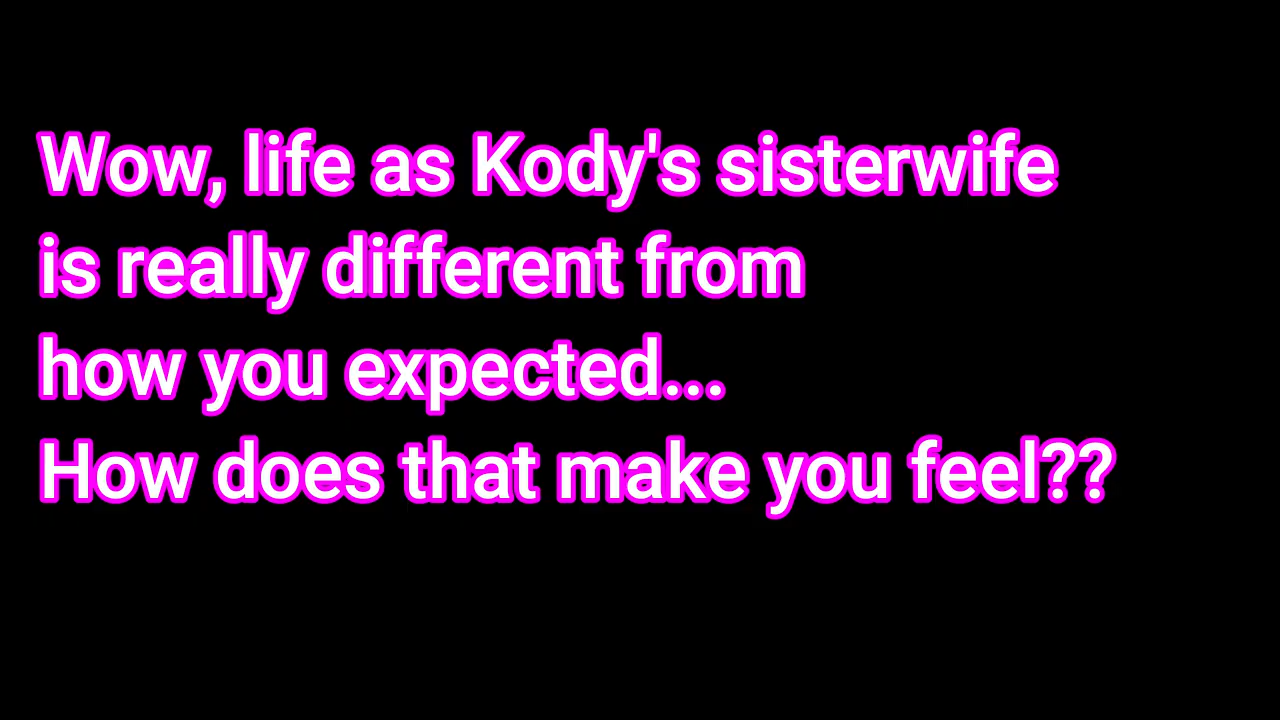 Wow, life as Kody's sisterwife
is really different from
how you expected...
How does that make you feel??